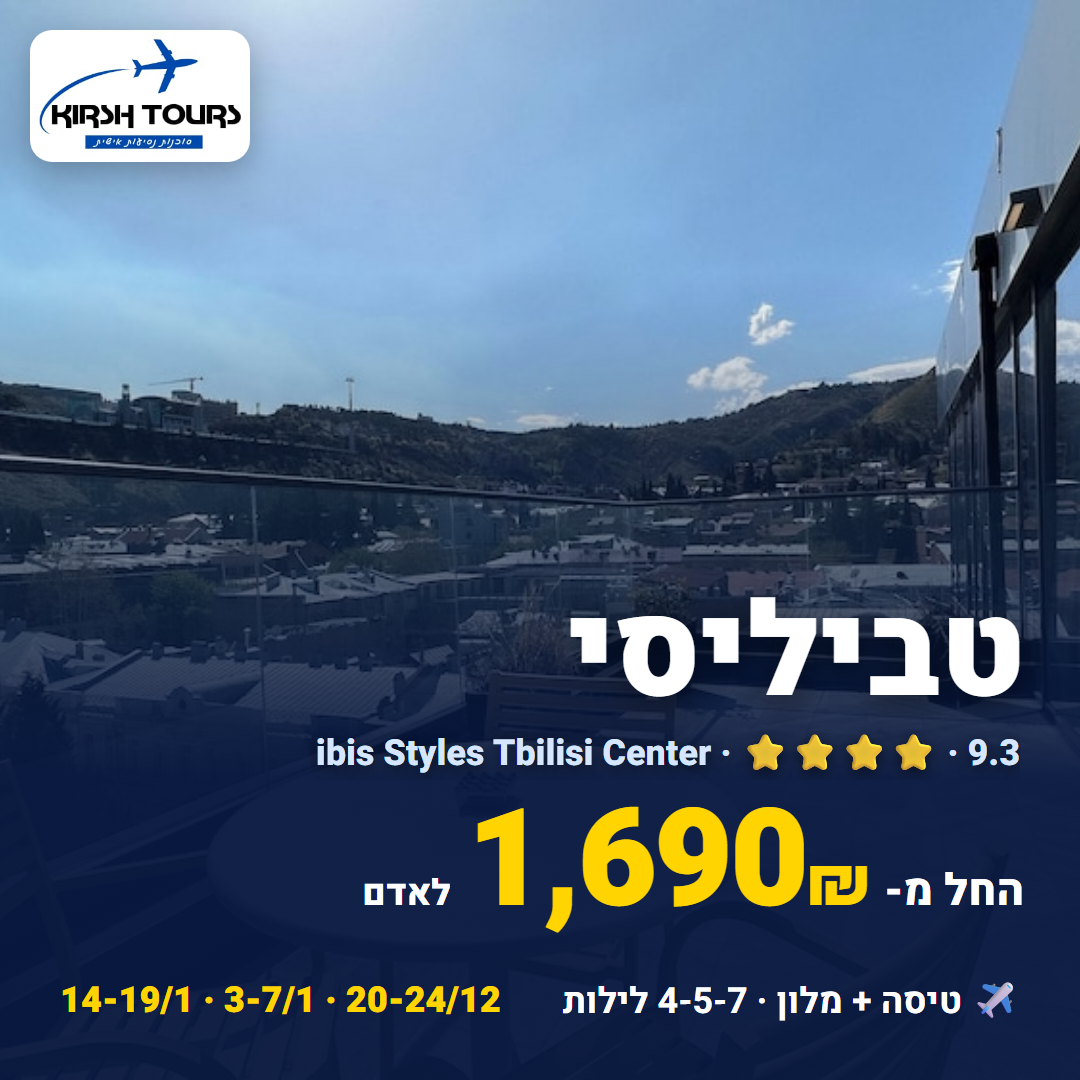 KIRSH TOURS
סוכנות נסיעות אישית
טביליסי
9.3 · ⭐⭐⭐⭐ · ibis Styles Tbilisi Center
החל מ- ₪1,690 לאדם
✈️ טיסה + מלון · 4-5-7 לילות
14-19/1 · 3-7/1 · 20-24/12